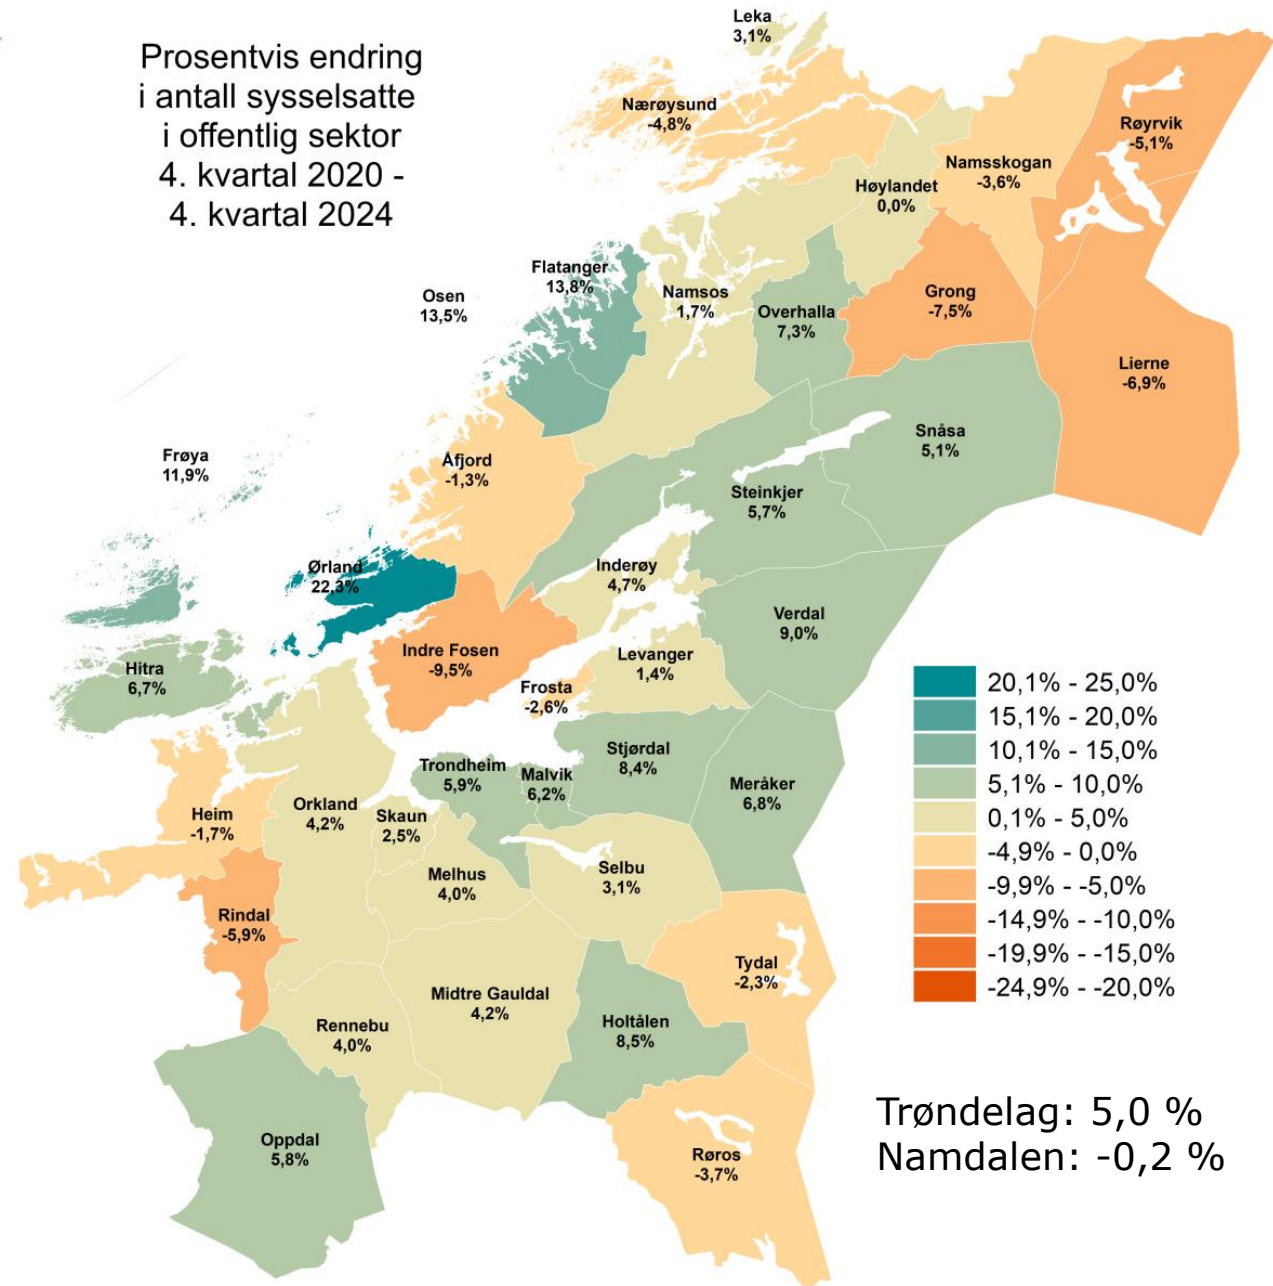 Prosentvis endring
i antall sysselsatte
i offentlig sektor
4. kvartal 2020 -
4. kvartal 2024
Leka
3,1%
Nærøysund
-4,8%
Røyrvik
-5,1%
Namsskogan
-3,6%
Høylandet
0,0%
Flatanger
13,8%
Osen
13,5%
Namsos
1,7%
Overhalla
7,3%
Grong
-7,5%
Lierne
-6,9%
Snåsa
5,1%
Frøya
11,9%
Åfjord
-1,3%
Steinkjer
5,7%
Ørland
22,3%
Inderøy
4,7%
Verdal
9,0%
Indre Fosen
-9,5%
Levanger
1,4%
Hitra
6,7%
Frosta
-2,6%
Stjørdal
8,4%
Trondheim
5,9%
Malvik
6,2%
Meråker
6,8%
Heim
-1,7%
Orkland
4,2%
Skaun
2,5%
Melhus
4,0%
Selbu
3,1%
Rindal
-5,9%
Tydal
-2,3%
Midtre Gauldal
4,2%
Rennebu
4,0%
Holtålen
8,5%
Oppdal
5,8%
Røros
-3,7%
20,1% - 25,0%
15,1% - 20,0%
10,1% - 15,0%
5,1% - 10,0%
0,1% - 5,0%
-4,9% - 0,0%
-9,9% - -5,0%
-14,9% - -10,0%
-19,9% - -15,0%
-24,9% - -20,0%
Trøndelag: 5,0 %
Namdalen: -0,2 %